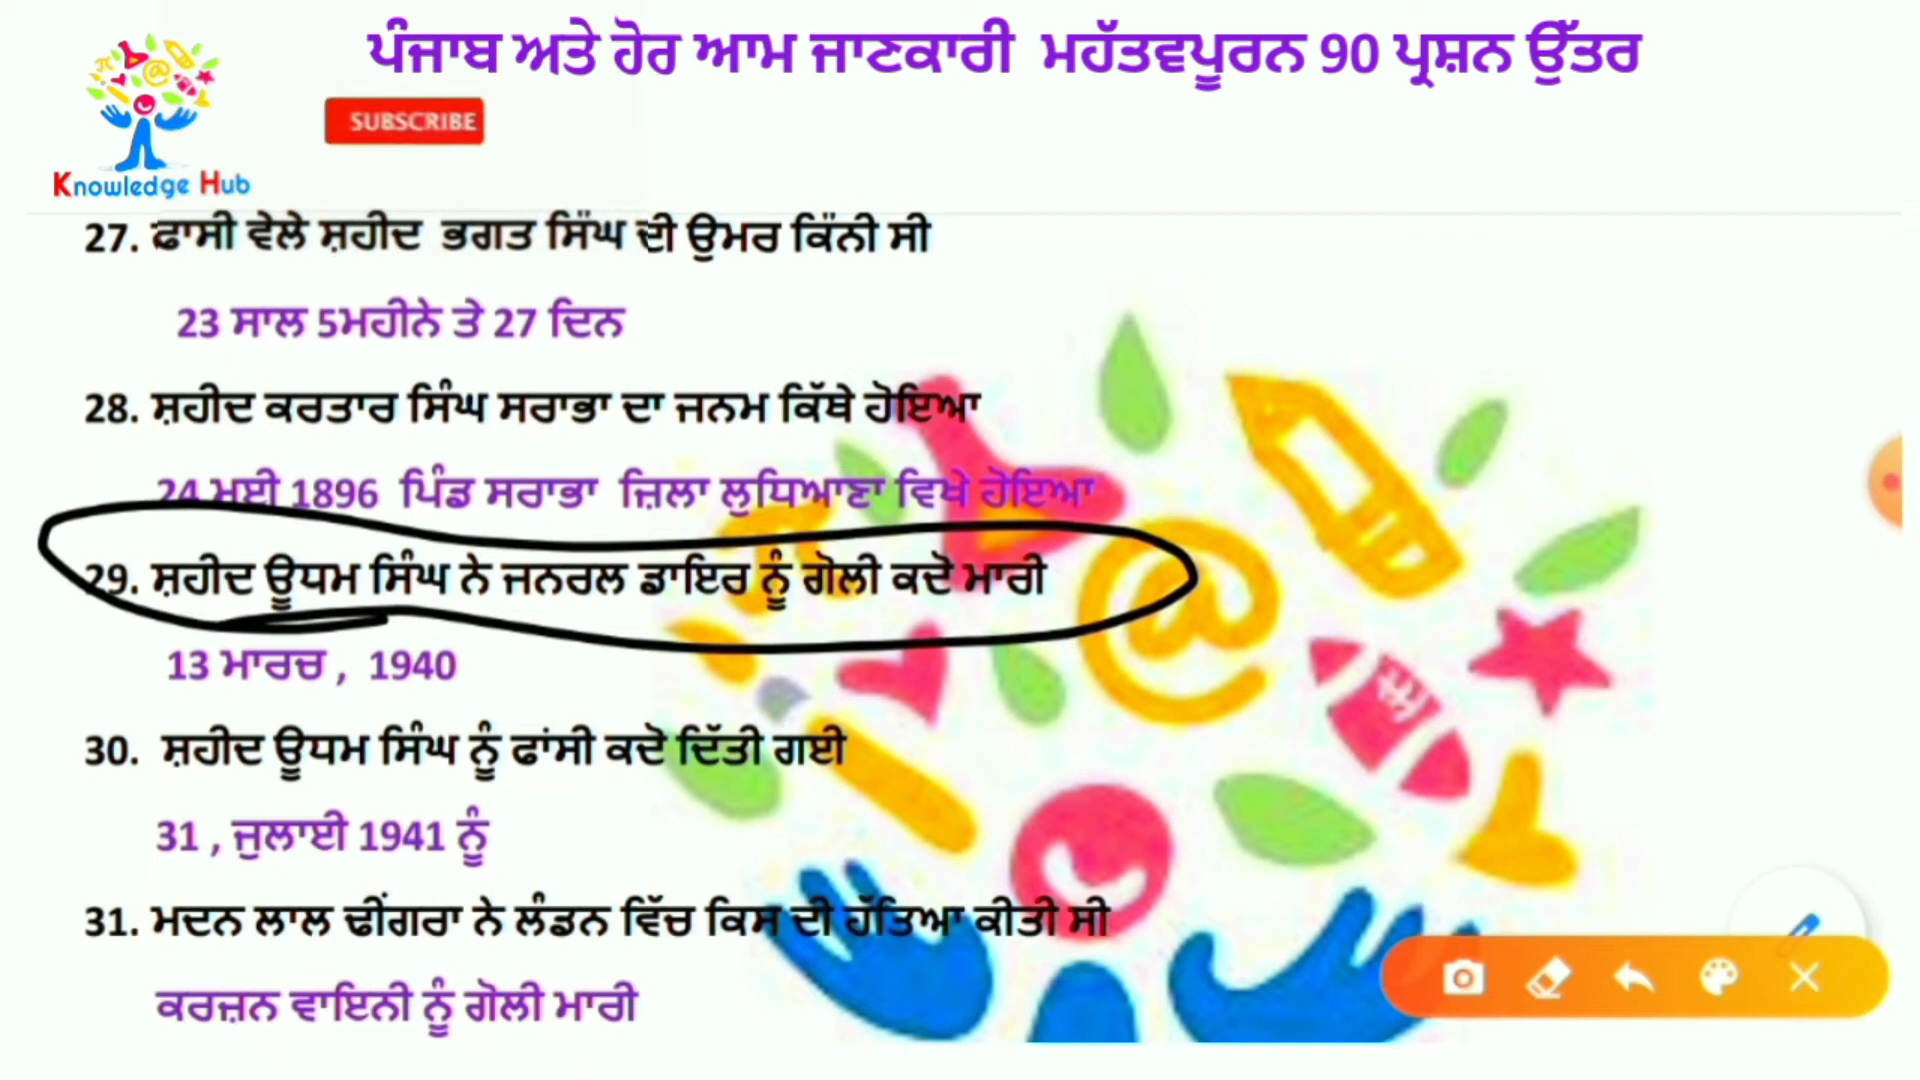 ਪੰਜਾਬ ਅਤੇ ਹੋਰ ਆਮ ਜਾਣਕਾਰੀ ਮਹੱਤਵਪੂਰਨ 90 ਪ੍ਰਸ਼ਨ ਉੱਤਰ
SUBSCRIBE
Knowledge Hub
27. ਫ਼ਾਸੀ ਵੇਲੇ ਸ਼ਹੀਦ ਭਗਤ ਸਿੰਘ ਦੀ ਉਮਰ ਕਿੰਨੀ ਸੀ
23 ਸਾਲ 5ਮਹੀਨੇ ਤੇ 27 ਦਿਨ
28. ਸ਼ਹੀਦ ਕਰਤਾਰ ਸਿੰਘ ਸਰਾਭਾ ਦਾ ਜਨਮ ਕਿੱਥੇ ਹੋਇਆ
24 ਮਈ 1896 ਪਿੰਡ ਸਰਾਭਾ ਜ਼ਿਲਾ ਲੁਧਿਆਣਾ ਵਿਖੇ ਹੋਇਆ
29. ਸ਼ਹੀਦ ਊਧਮ ਸਿੰਘ ਨੇ ਜਨਰਲ ਡਾਇਰ ਨੂੰ ਗੋਲੀ ਕਦੋ ਮਾਰੀ
13 ਮਾਰਚ , 1940
30. ਸ਼ਹੀਦ ਊਧਮ ਸਿੰਘ ਨੂੰ ਫਾਂਸੀ ਕਦੋ ਦਿੱਤੀ ਗਈ
31 , ਜੁਲਾਈ 1941 ਨੂੰ
31. ਮਦਨ ਲਾਲ ਢੀਂਗਰਾ ਨੇ ਲੰਡਨ ਵਿੱਚ ਕਿਸ ਦੀ ਹੱਤਿਆ ਕੀਤੀ ਸੀ
ਕਰਜ਼ਨ ਵਾਇਨੀ ਨੂੰ ਗੋਲੀ ਮਾਰੀ